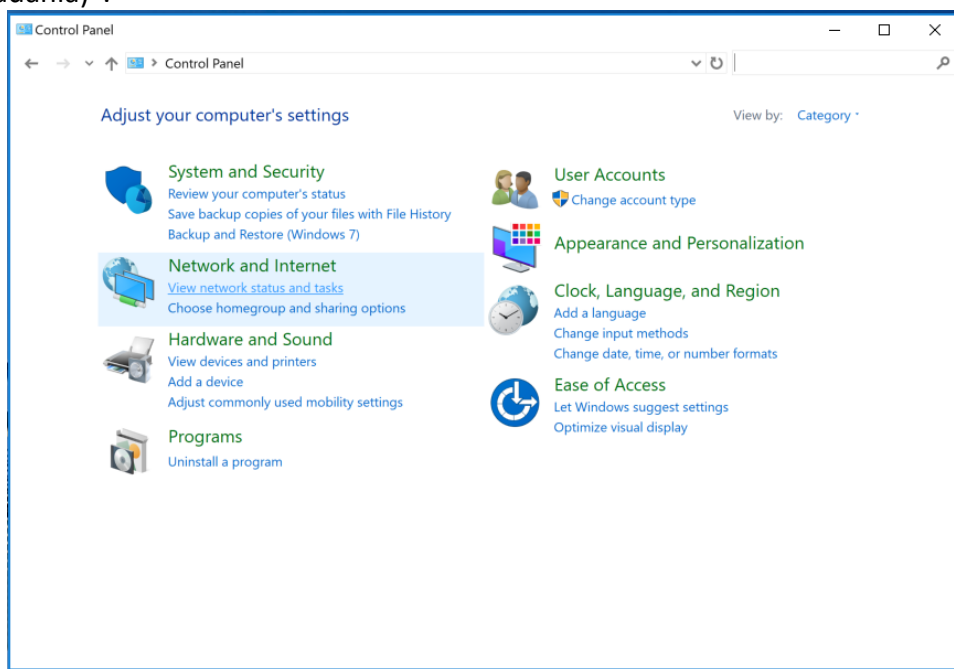 Control Panel
Control Panel
Adjust your computer's settings
View by: Category
System and Security
Review your computer's status
Save backup copies of your files with File History
Backup and Restore (Windows 7)
Network and Internet
View network status and tasks
Choose homegroup and sharing options
Hardware and Sound
View devices and printers
Add a device
Adjust commonly used mobility settings
Programs
Uninstall a program
User Accounts
Change account type
Appearance and Personalization
Clock, Language, and Region
Add a language
Change input methods
Change date, time, or number formats
Ease of Access
Let Windows suggest settings
Optimize visual display